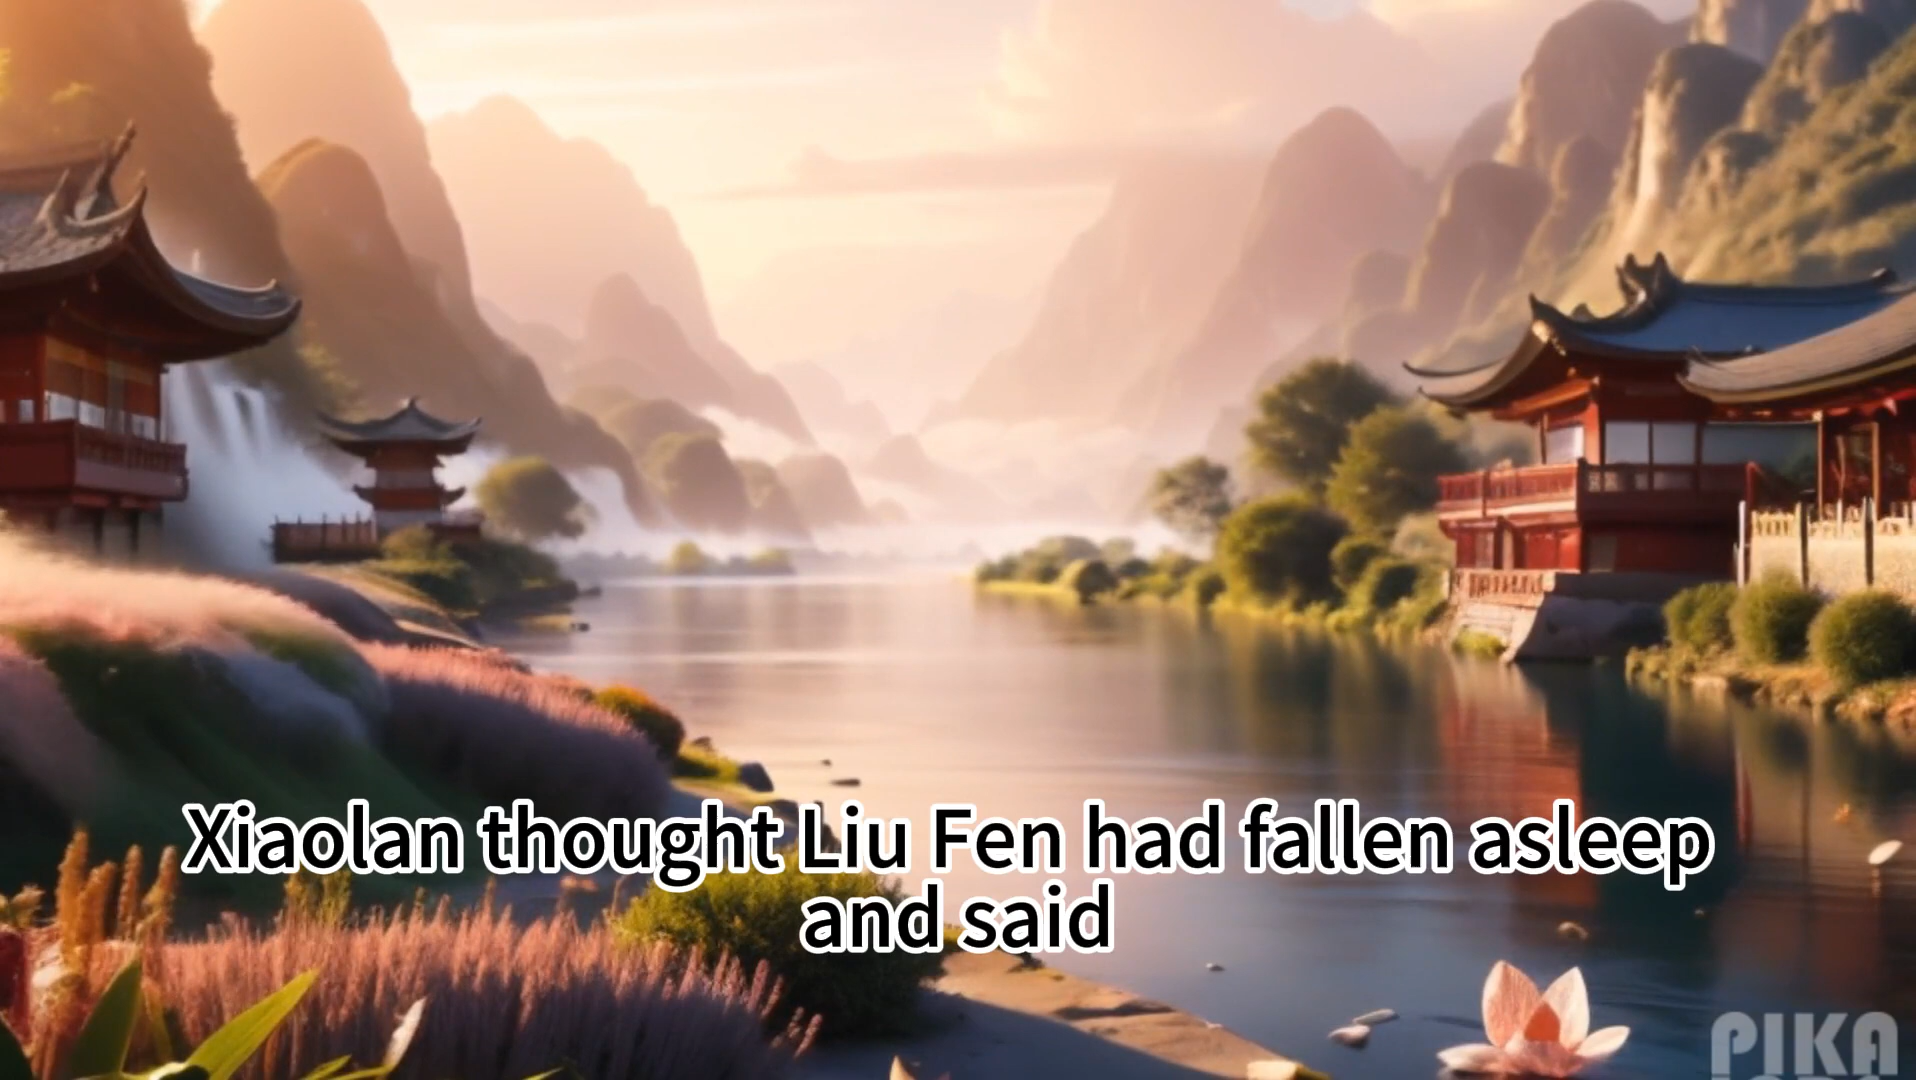 Xiaolan thought Liu Fen had fallen asleep
and said
PIKA